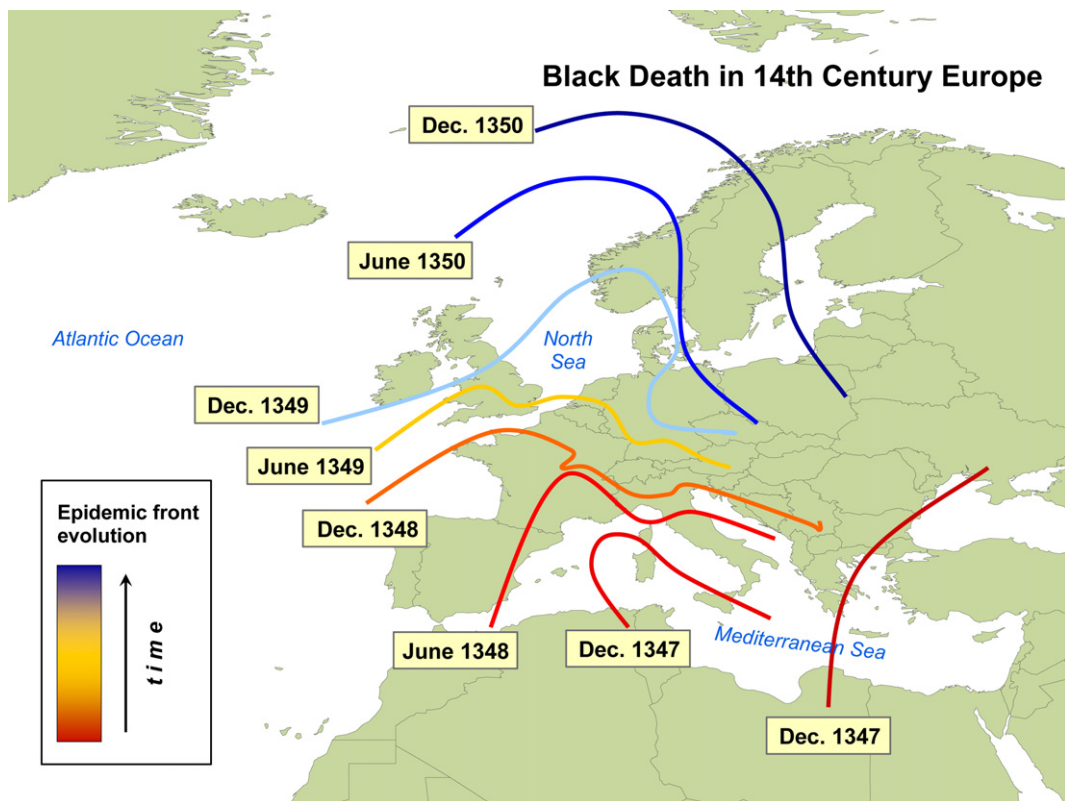 Black Death in 14th Century Europe
Dec. 1350
June 1350
Atlantic Ocean
North
Sea
Dec. 1349
June 1349
Dec. 1348
Epidemic front
evolution
time
June 1348
Dec. 1347
Mediterranean Sea
Dec. 1347